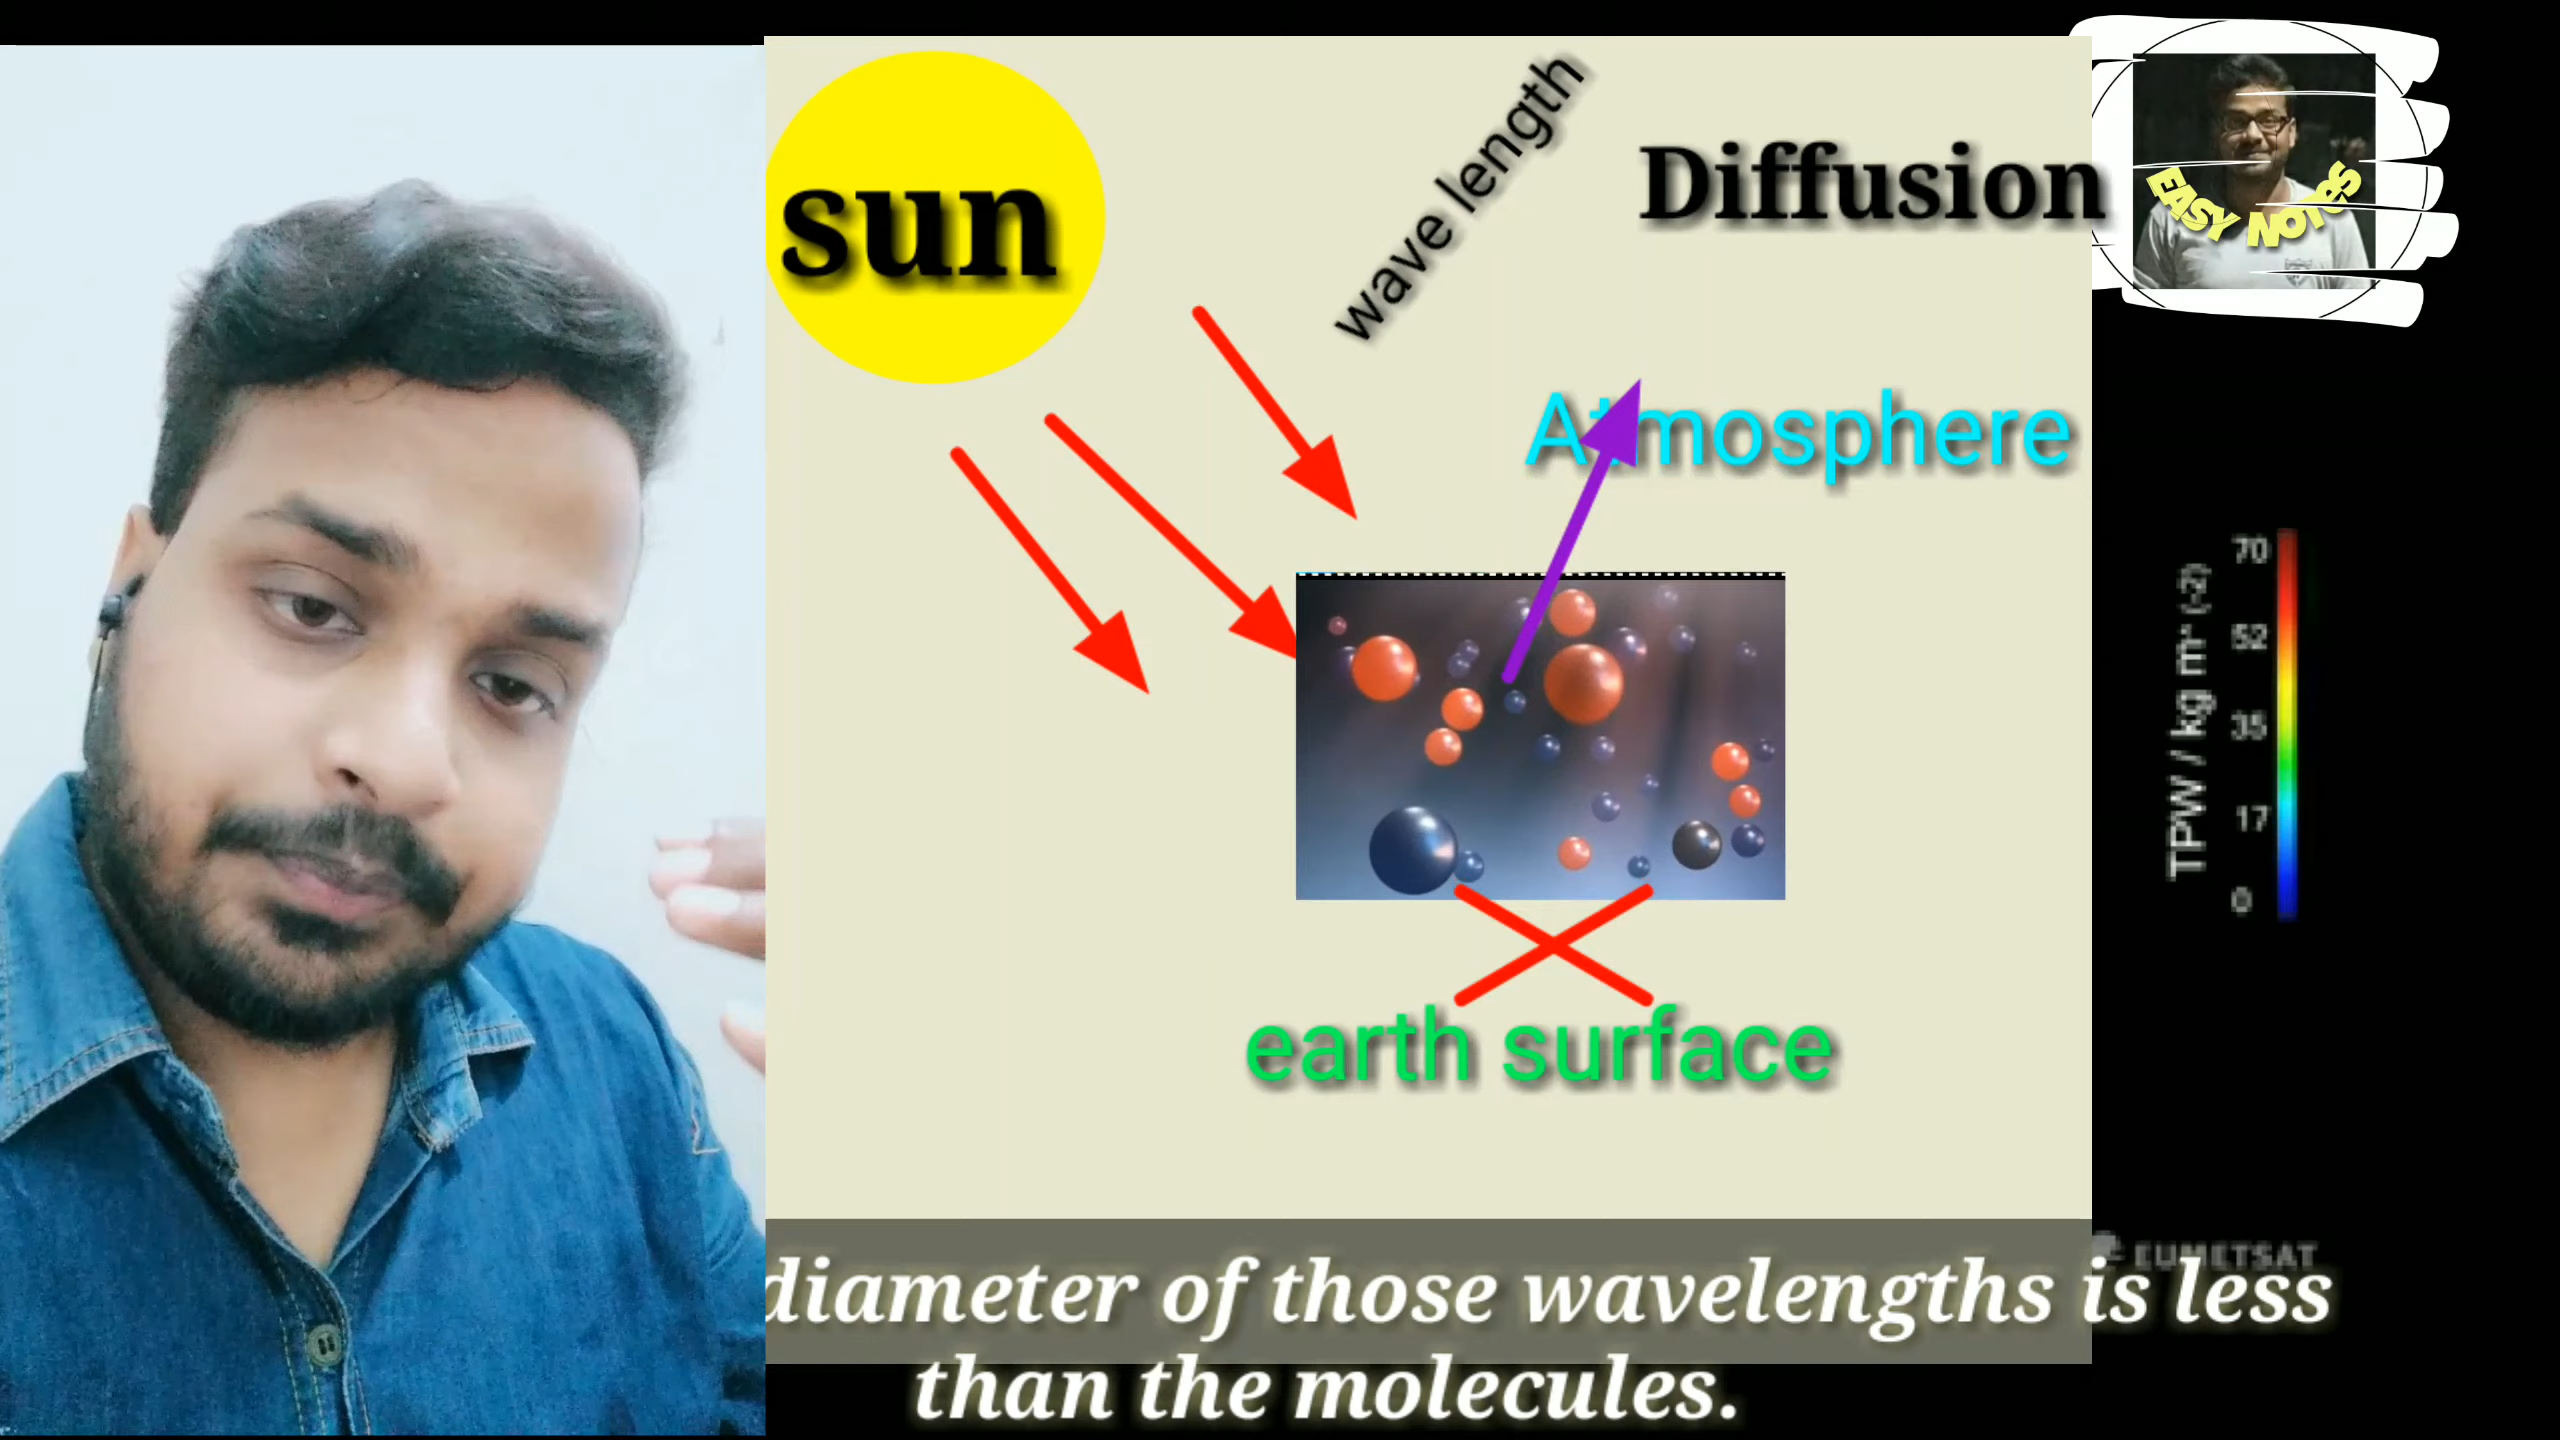 sun
wave length
Diffusion
EASY NOTES
Atmosphere
70
52
35
17
0
TPW / kg m^ (-2)
earth surface
EUMETSAT
diameter of those wavelengths is less
than the molecules.